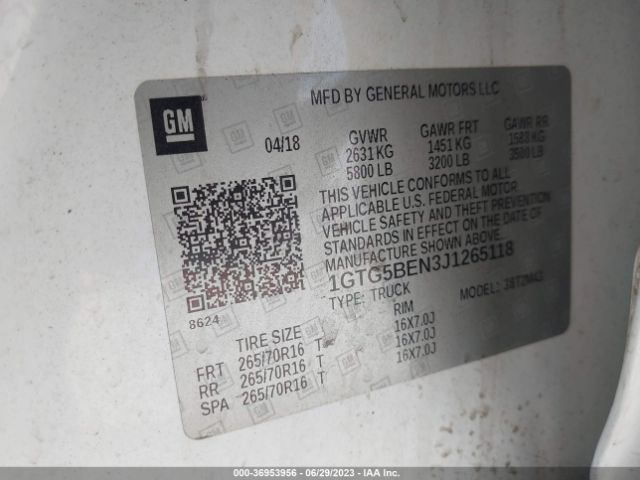 GM
MFD BY GENERAL MOTORS LLC
04/18 GVWR GAWR FRT GAWR RR
2631 KG 1451 KG 1588 KG
5800 LB 3200 LB 3500 LB
THIS VEHICLE CONFORMS TO ALL
APPLICABLE U.S. FEDERAL MOTOR
VEHICLE SAFETY AND THEFT PREVENTION
STANDARDS IN EFFECT ON THE DATE OF
MANUFACTURE SHOWN ABOVE.
1GTG5BEN3J1265118
TYPE: TRUCK MODEL:
8624
TIRE SIZE RIM
FRT 265/70R16 T 16X7.0J
RR 265/70R16 T 16X7.0J
SPA 265/70R16 T 16X7.0J
000-36953956 - 06/29/2023 - IAA Inc.